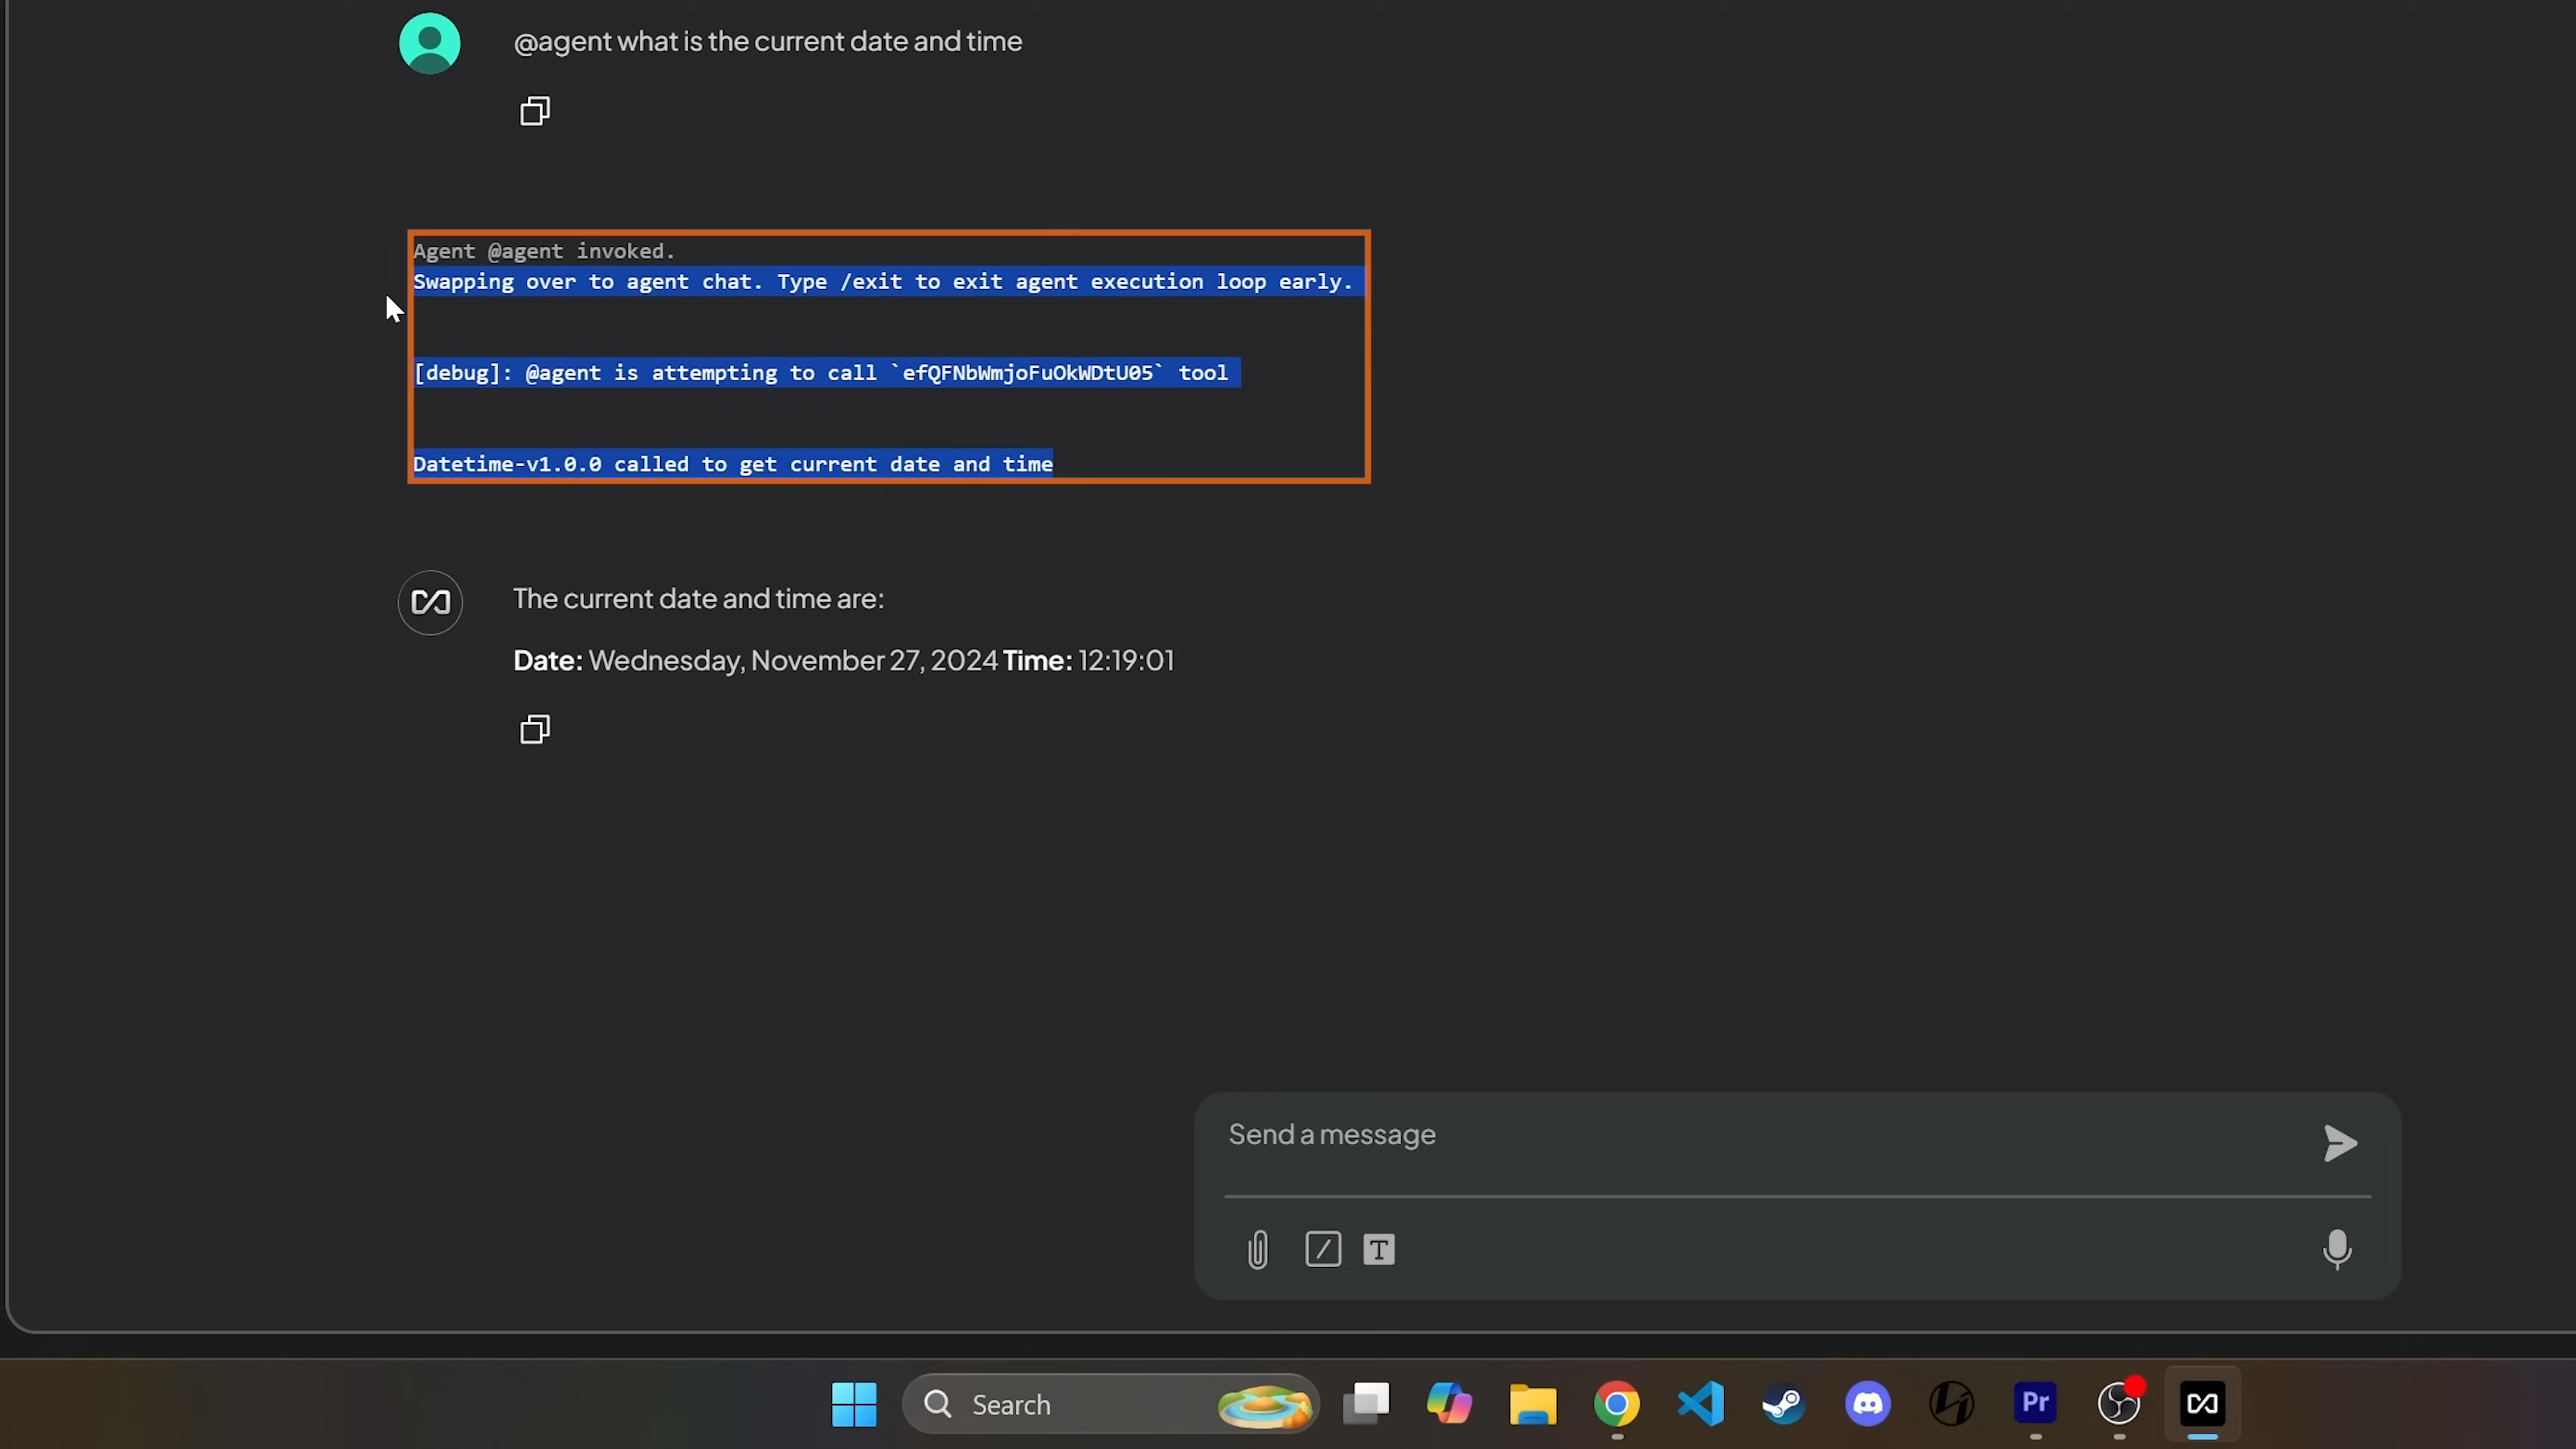 @agent what is the current date and time
Agent @agent invoked.
Swapping over to agent chat. Type /exit to exit agent execution loop early.
[debug]: @agent is attempting to call `efQFNbWmjoFuOkWDtU05` tool
Datetime-v1.0.0 called to get current date and time
The current date and time are:
Date: Wednesday, November 27, 2024 Time: 12:19:01
Send a message
Search
Pr